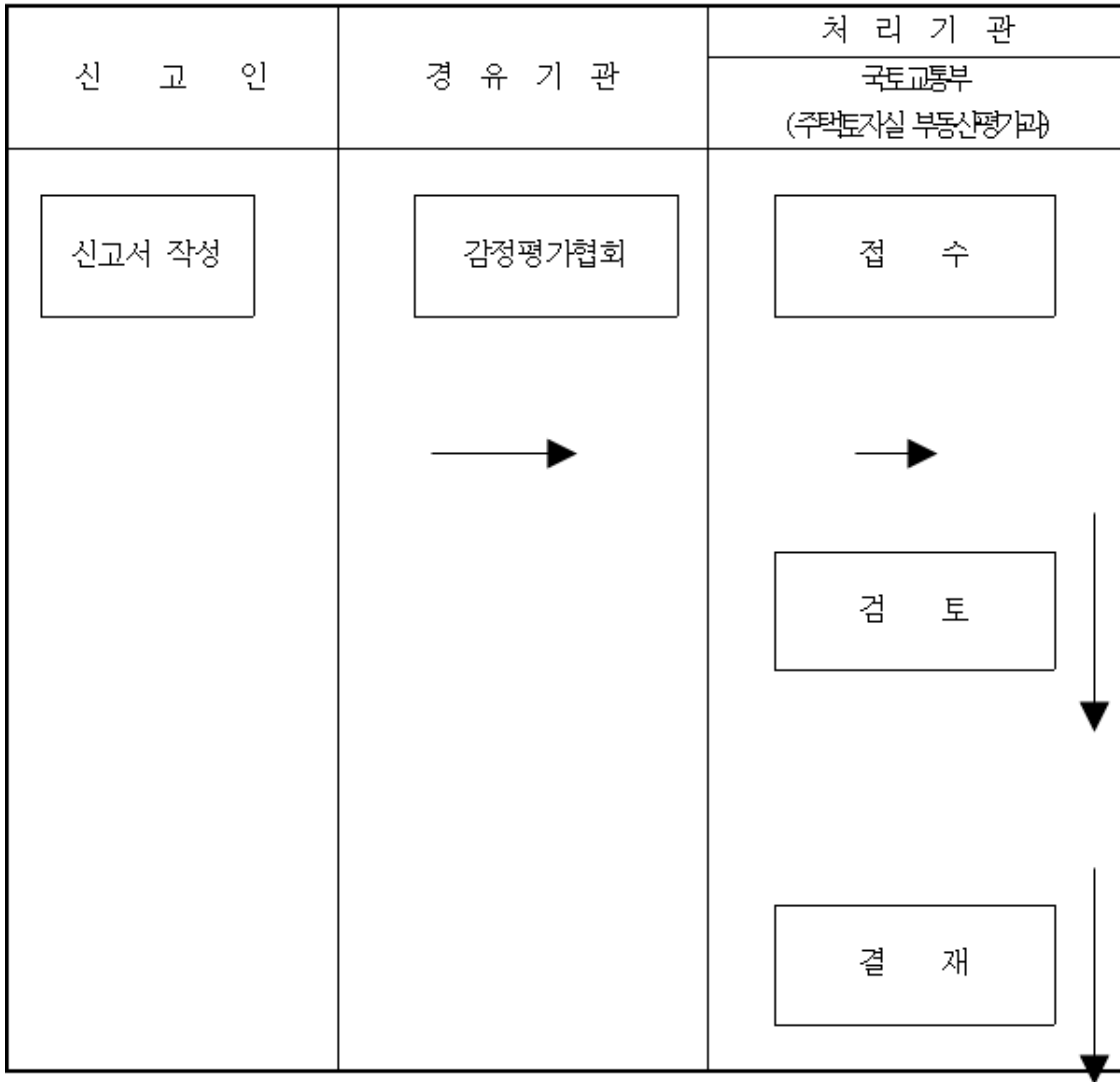 신 고 인
경 유 기 관
처 리 기 관
국토교통부
(주택토지실 부동산평가과)
신고서 작성
감정평가협회
접 수
검 토
결 재